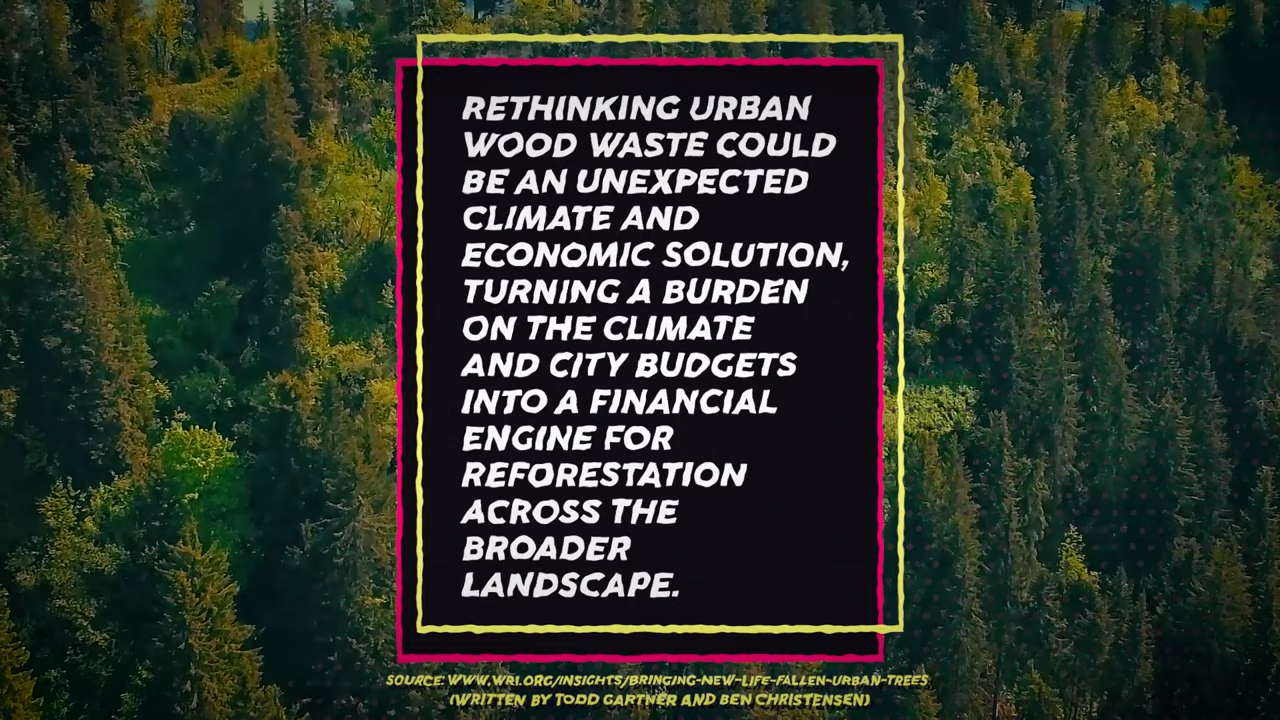 RETHINKING URBAN
WOOD WASTE COULD
BE AN UNEXPECTED
CLIMATE AND
ECONOMIC SOLUTION,
TURNING A BURDEN
ON THE CLIMATE
AND CITY BUDGETS
INTO A FINANCIAL
ENGINE FOR
REFORESTATION
ACROSS THE
BROADER
LANDSCAPE.
SOURCE: WWW.WRI.ORG/INSIGHTS/BRINGING-NEW-LIFE-FALLEN-URBAN-TREES
(WRITTEN BY TODD GARTNER AND BEN CHRISTENSEN)